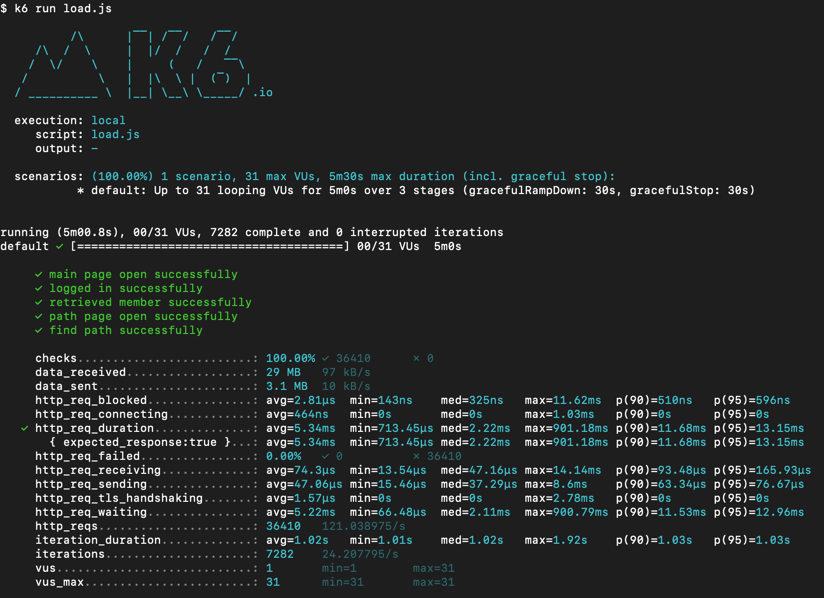 $ k6 run load.js
.io
execution: local
script: load.js
output: -
scenarios: (100.00%) 1 scenario, 31 max VUs, 5m30s max duration (incl. graceful stop):
* default: Up to 31 looping VUs for 5m0s over 3 stages (gracefulRampDown: 30s, gracefulStop: 30s)
running (5m00.8s), 00/31 VUs, 7282 complete and 0 interrupted iterations
default ✓ [======================================] 00/31 VUs  5m0s
✓ main page open successfully
✓ logged in successfully
✓ retrieved member successfully
✓ path page open successfully
✓ find path successfully
checks.........................: 100.00% ✓ 36410      ✗ 0
data_received..................: 29 MB   97 kB/s
data_sent......................: 3.1 MB  10 kB/s
http_req_blocked...............: avg=2.81µs  min=143ns    med=325ns   max=11.62ms  p(90)=510ns   p(95)=596ns
http_req_connecting............: avg=464ns   min=0s       med=0s      max=1.03ms   p(90)=0s      p(95)=0s
✓ http_req_duration..............: avg=5.34ms  min=713.45µs med=2.22ms  max=901.18ms p(90)=11.68ms p(95)=13.15ms
{ expected_response:true }...: avg=5.34ms  min=713.45µs med=2.22ms  max=901.18ms p(90)=11.68ms p(95)=13.15ms
http_req_failed................: 0.00%   ✓ 0          ✗ 36410
http_req_receiving.............: avg=74.3µs  min=13.54µs  med=47.16µs max=14.14ms  p(90)=93.48µs p(95)=165.93µs
http_req_sending...............: avg=47.06µs min=15.46µs  med=37.29µs max=8.6ms    p(90)=63.34µs p(95)=76.67µs
http_req_tls_handshaking.......: avg=1.57µs  min=0s       med=0s      max=2.78ms   p(90)=0s      p(95)=0s
http_req_waiting...............: avg=5.22ms  min=66.48µs  med=2.11ms  max=900.79ms p(90)=11.53ms p(95)=12.96ms
http_reqs......................: 36410   121.038975/s
iteration_duration.............: avg=1.02s   min=1.01s    med=1.02s   max=1.92s    p(90)=1.03s   p(95)=1.03s
iterations.....................: 7282    24.207795/s
vus............................: 1       min=1        max=31
vus_max........................: 31      min=31       max=31